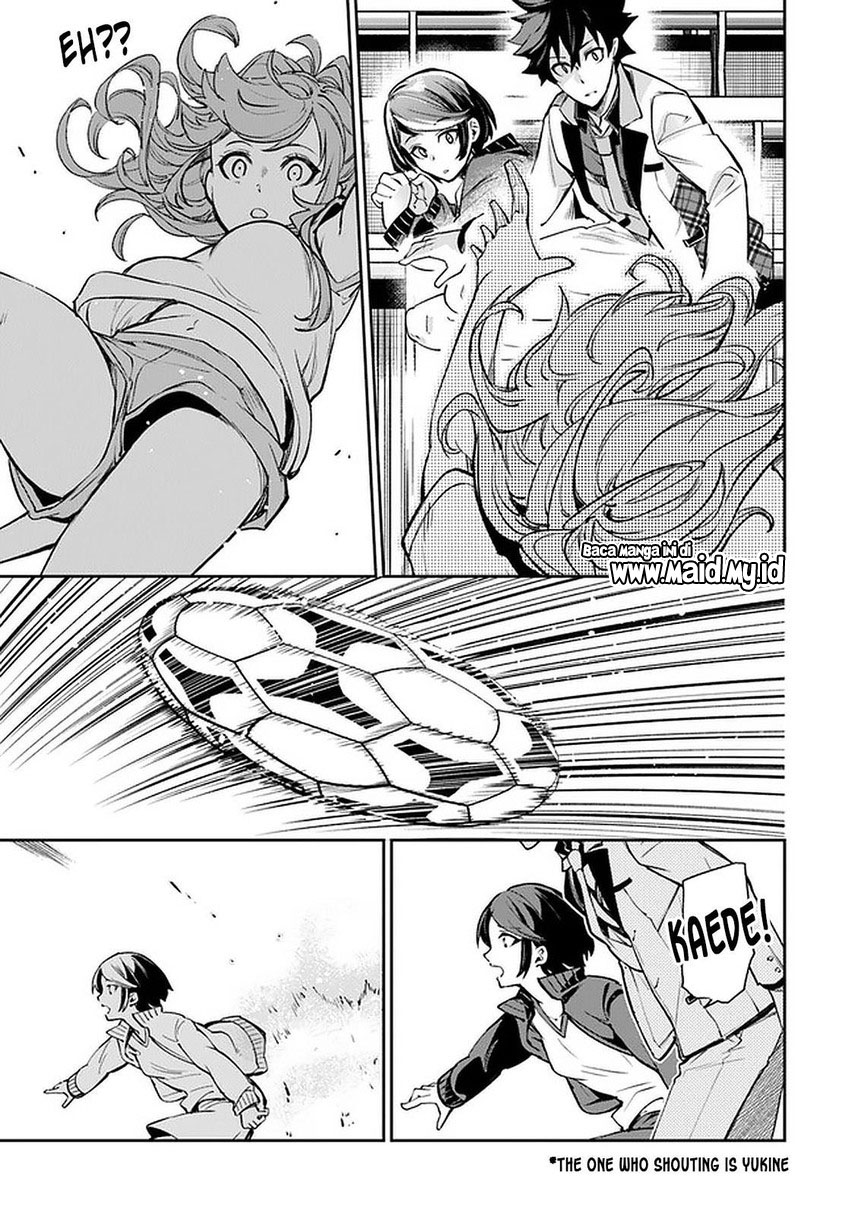 EH??
Baca Manga ini di
www.Maid.My.id
KAEDE!
*THE ONE WHO SHOUTING IS YUKINE